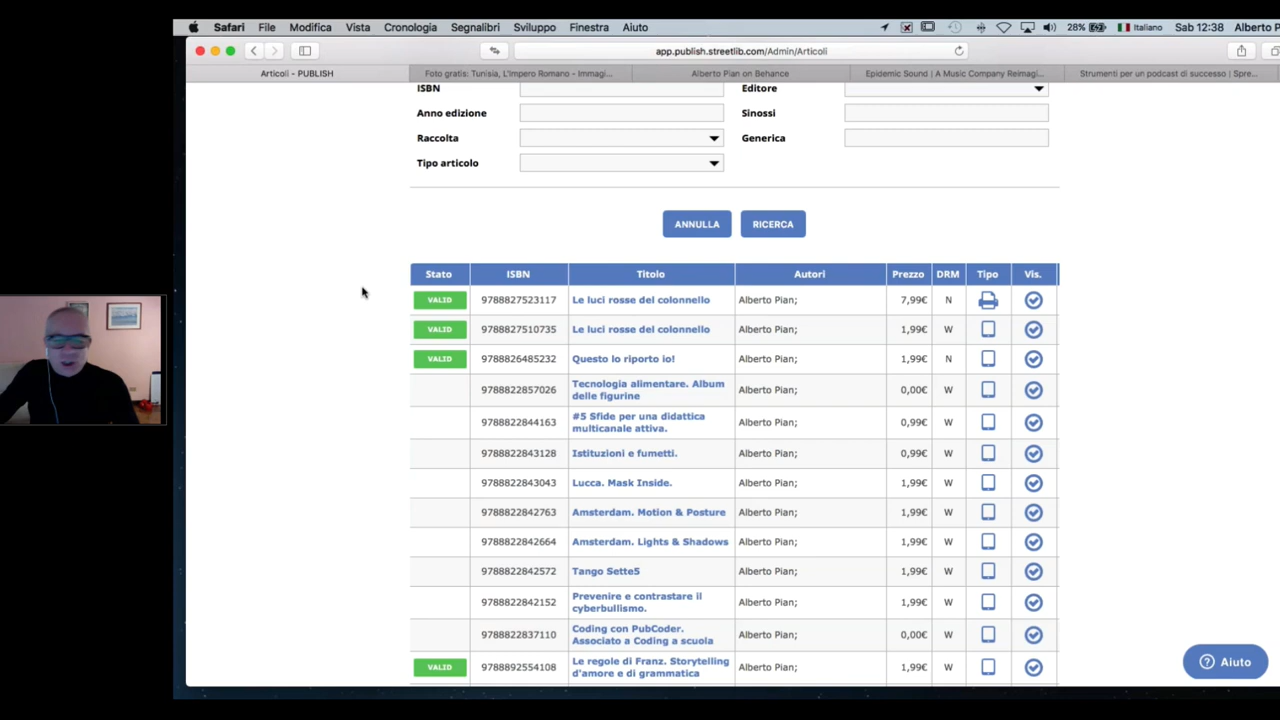 Safari File Modifica Vista Cronologia Segnalibri Sviluppo Finestra Aiuto 28% Italiano Sab 12:38 Alberto P
app.publish.streetlib.com/Admin/Articoli
Articoli - PUBLISH Foto gratis: Tunisia, L'Impero Romano - Immagi... Alberto Pian on Behance Epidemic Sound | A Music Company Reimagi... Strumenti per un podcast di successo | Spre...
ISBN Editore
Anno edizione Sinossi
Raccolta Generica
Tipo articolo
ANNULLA RICERCA
Stato ISBN Titolo Autori Prezzo DRM Tipo Vis.
VALID 9788827523117 Le luci rosse del colonnello Alberto Pian; 7,99€ N
VALID 9788827510735 Le luci rosse del colonnello Alberto Pian; 1,99€ W
VALID 9788826485232 Questo lo riporto io! Alberto Pian; 1,99€ N
9788822857026 Tecnologia alimentare. Album Alberto Pian; 0,00€ W
delle figurine
9788822844163 #5 Sfide per una didattica Alberto Pian; 0,99€ W
multicanale attiva.
9788822843128 Istituzioni e fumetti. Alberto Pian; 0,99€ W
9788822843043 Lucca. Mask Inside. Alberto Pian; 1,99€ W
9788822842763 Amsterdam. Motion & Posture Alberto Pian; 1,99€ W
9788822842664 Amsterdam. Lights & Shadows Alberto Pian; 1,99€ W
9788822842572 Tango Sette5 Alberto Pian; 1,99€ W
9788822842152 Prevenire e contrastare il Alberto Pian; 1,99€ W
cyberbullismo.
9788822837110 Coding con PubCoder. Alberto Pian; 0,00€ W
Associato a Coding a scuola
VALID 9788892554108 Le regole di Franz. Storytelling Alberto Pian; 1,99€ W
d'amore e di grammatica
Aiuto